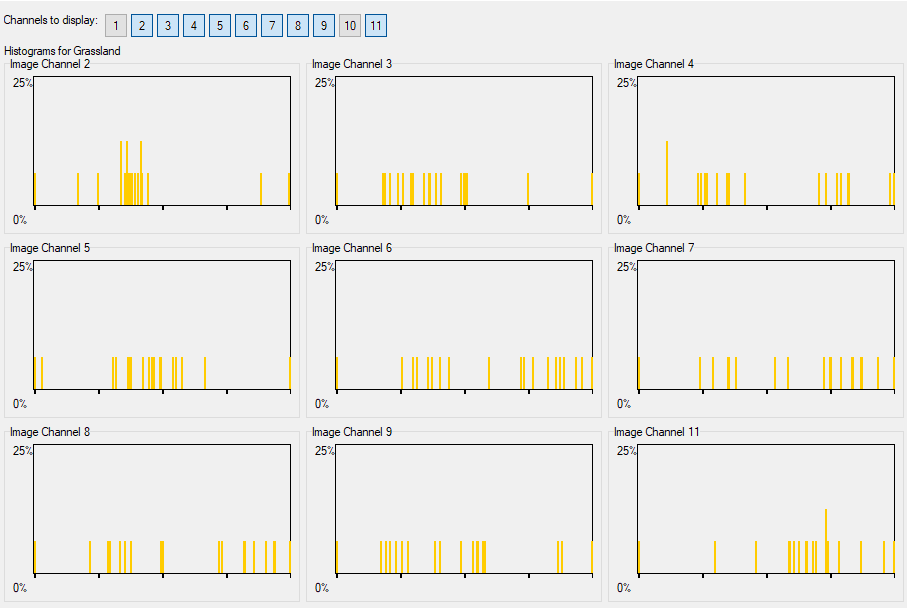 Channels to display: 1 2 3 4 5 6 7 8 9 10 11
Histograms for Grassland
Image Channel 2 Image Channel 3 Image Channel 4
25% 25% 25%
0% 0% 0%
Image Channel 5 Image Channel 6 Image Channel 7
25% 25% 25%
0% 0% 0%
Image Channel 8 Image Channel 9 Image Channel 11
25% 25% 25%
0% 0% 0%